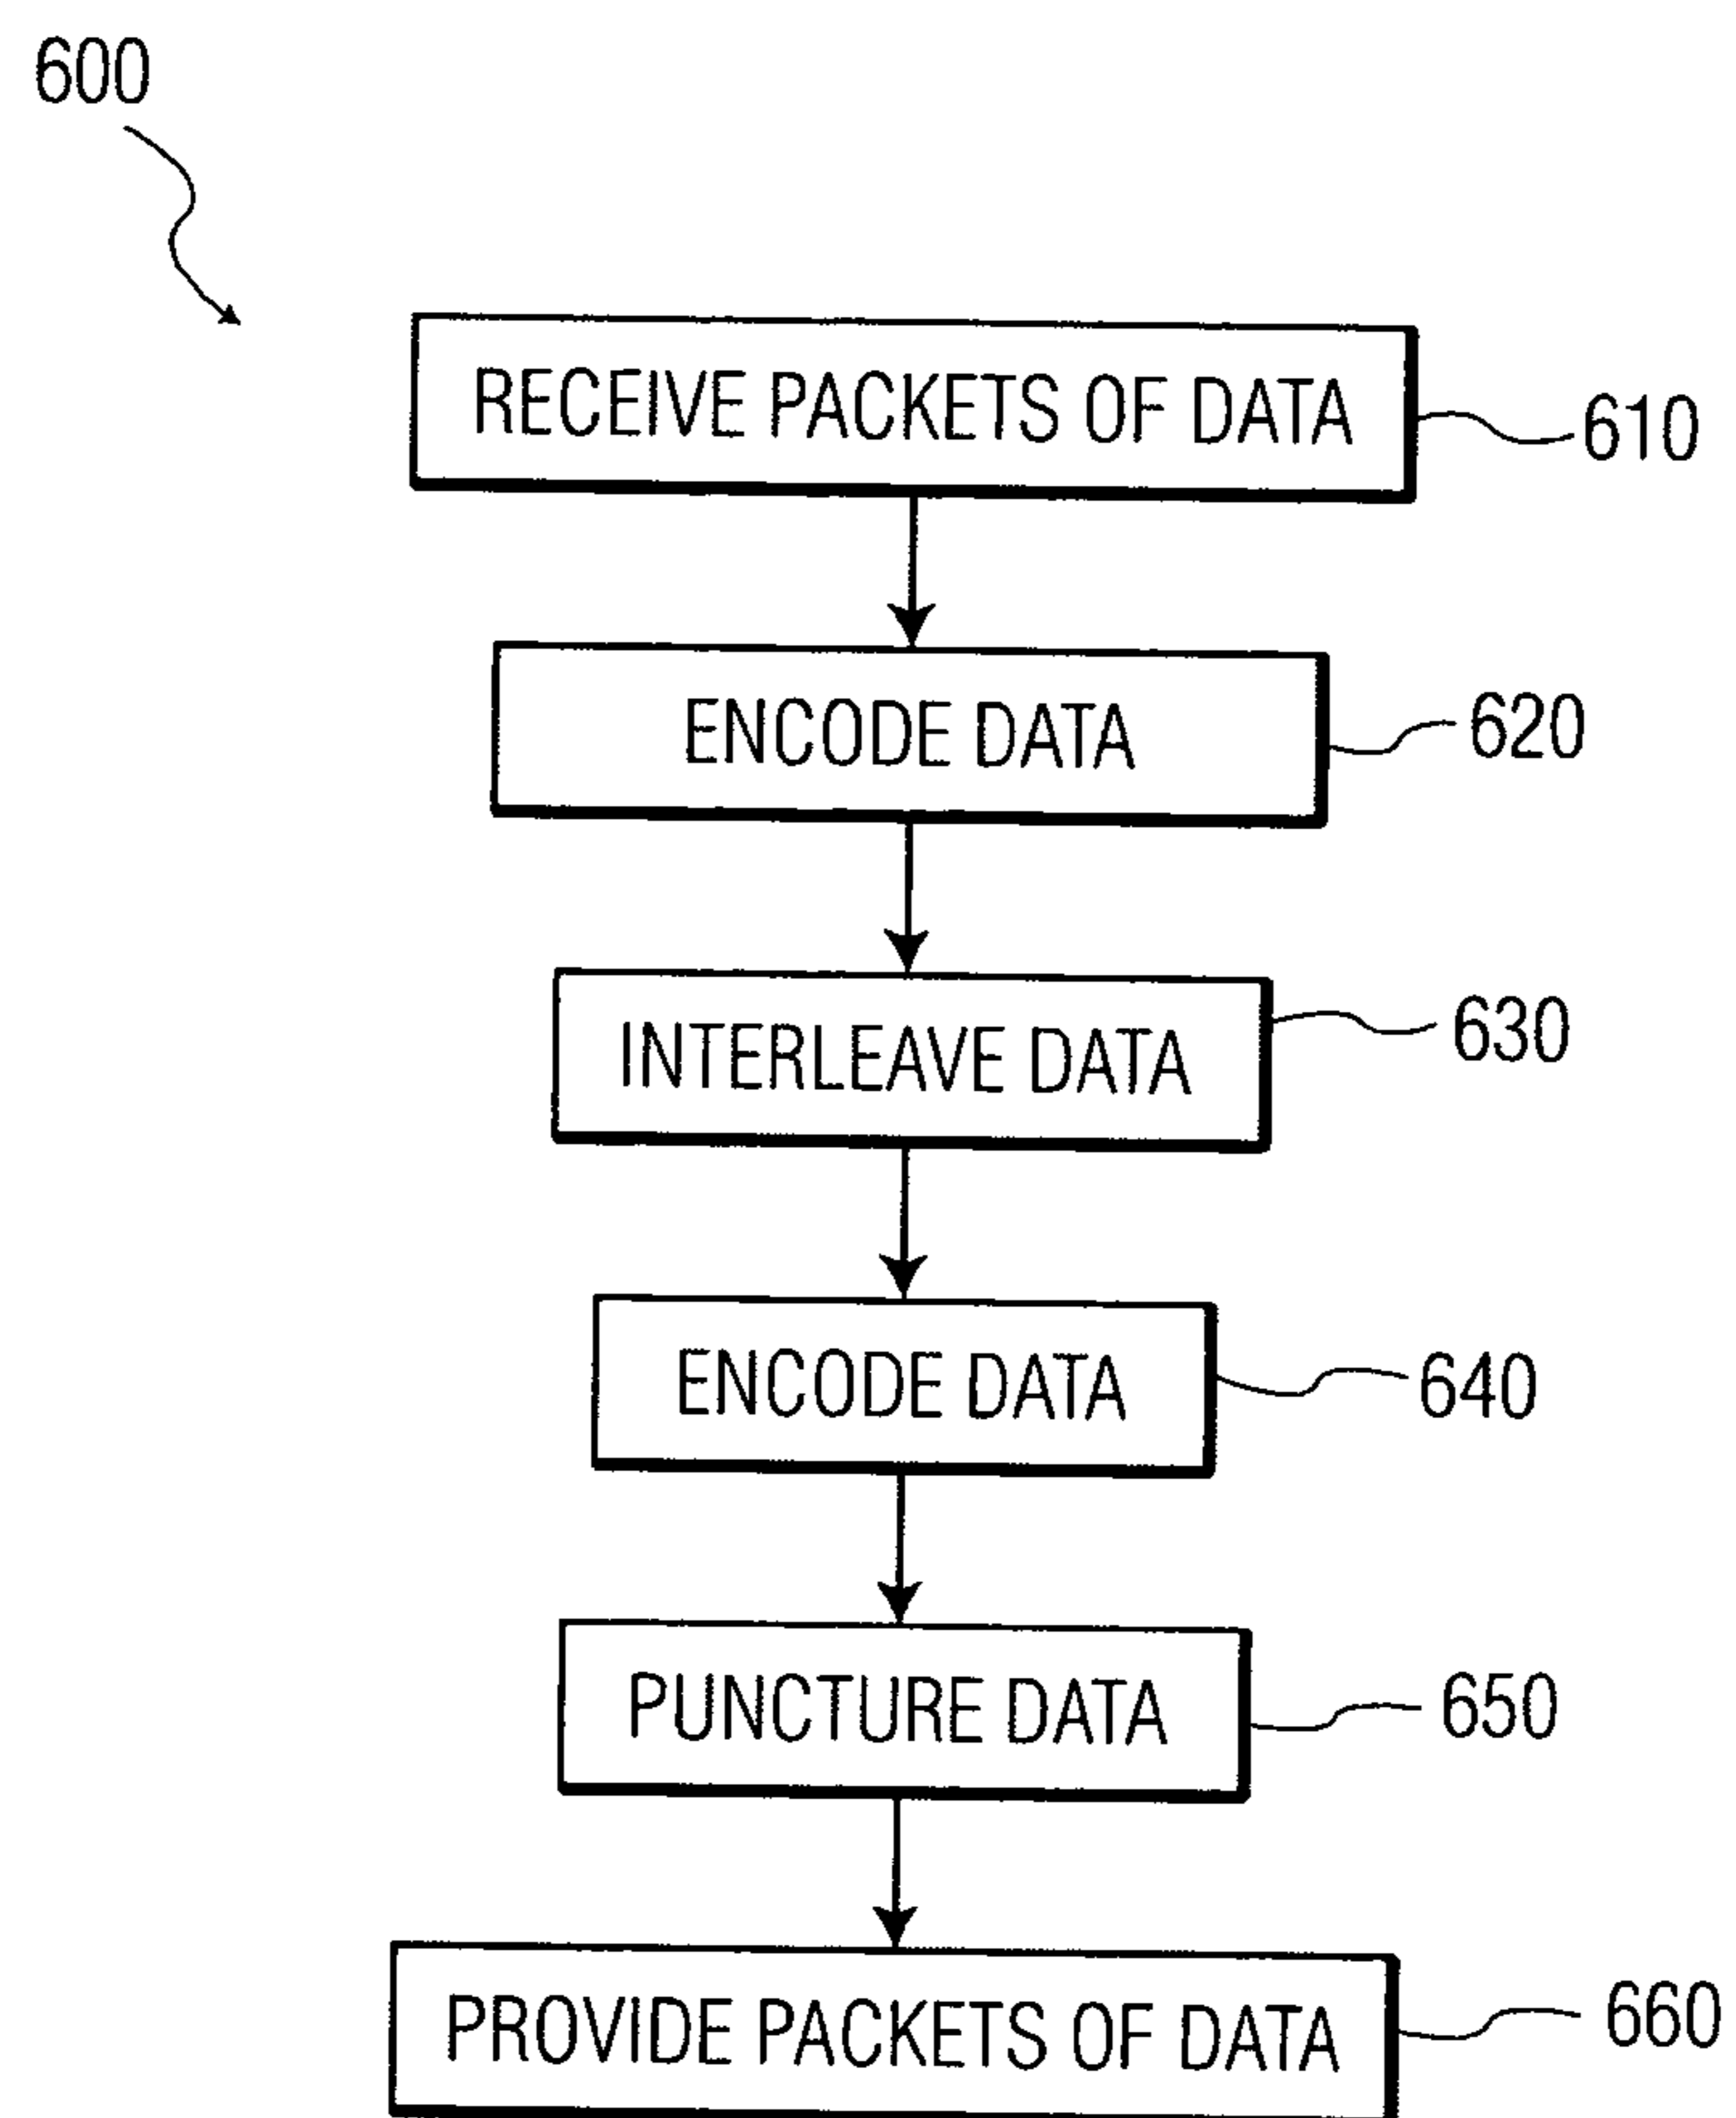 600
RECEIVE PACKETS OF DATA
610
ENCODE DATA
620
INTERLEAVE DATA
630
ENCODE DATA
640
PUNCTURE DATA
650
PROVIDE PACKETS OF DATA
660